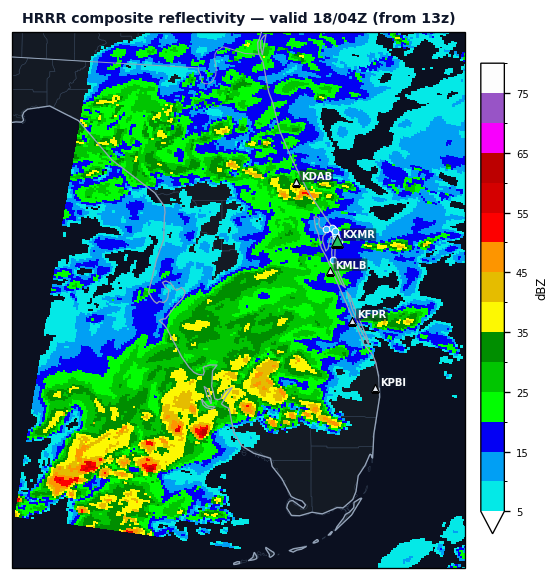 HRRR composite reflectivity — valid 18/04Z (from 13z)
KDAB
KXMR
KMLB
KFPR
KPBI
75
65
55
45
35
25
15
5
dBZ